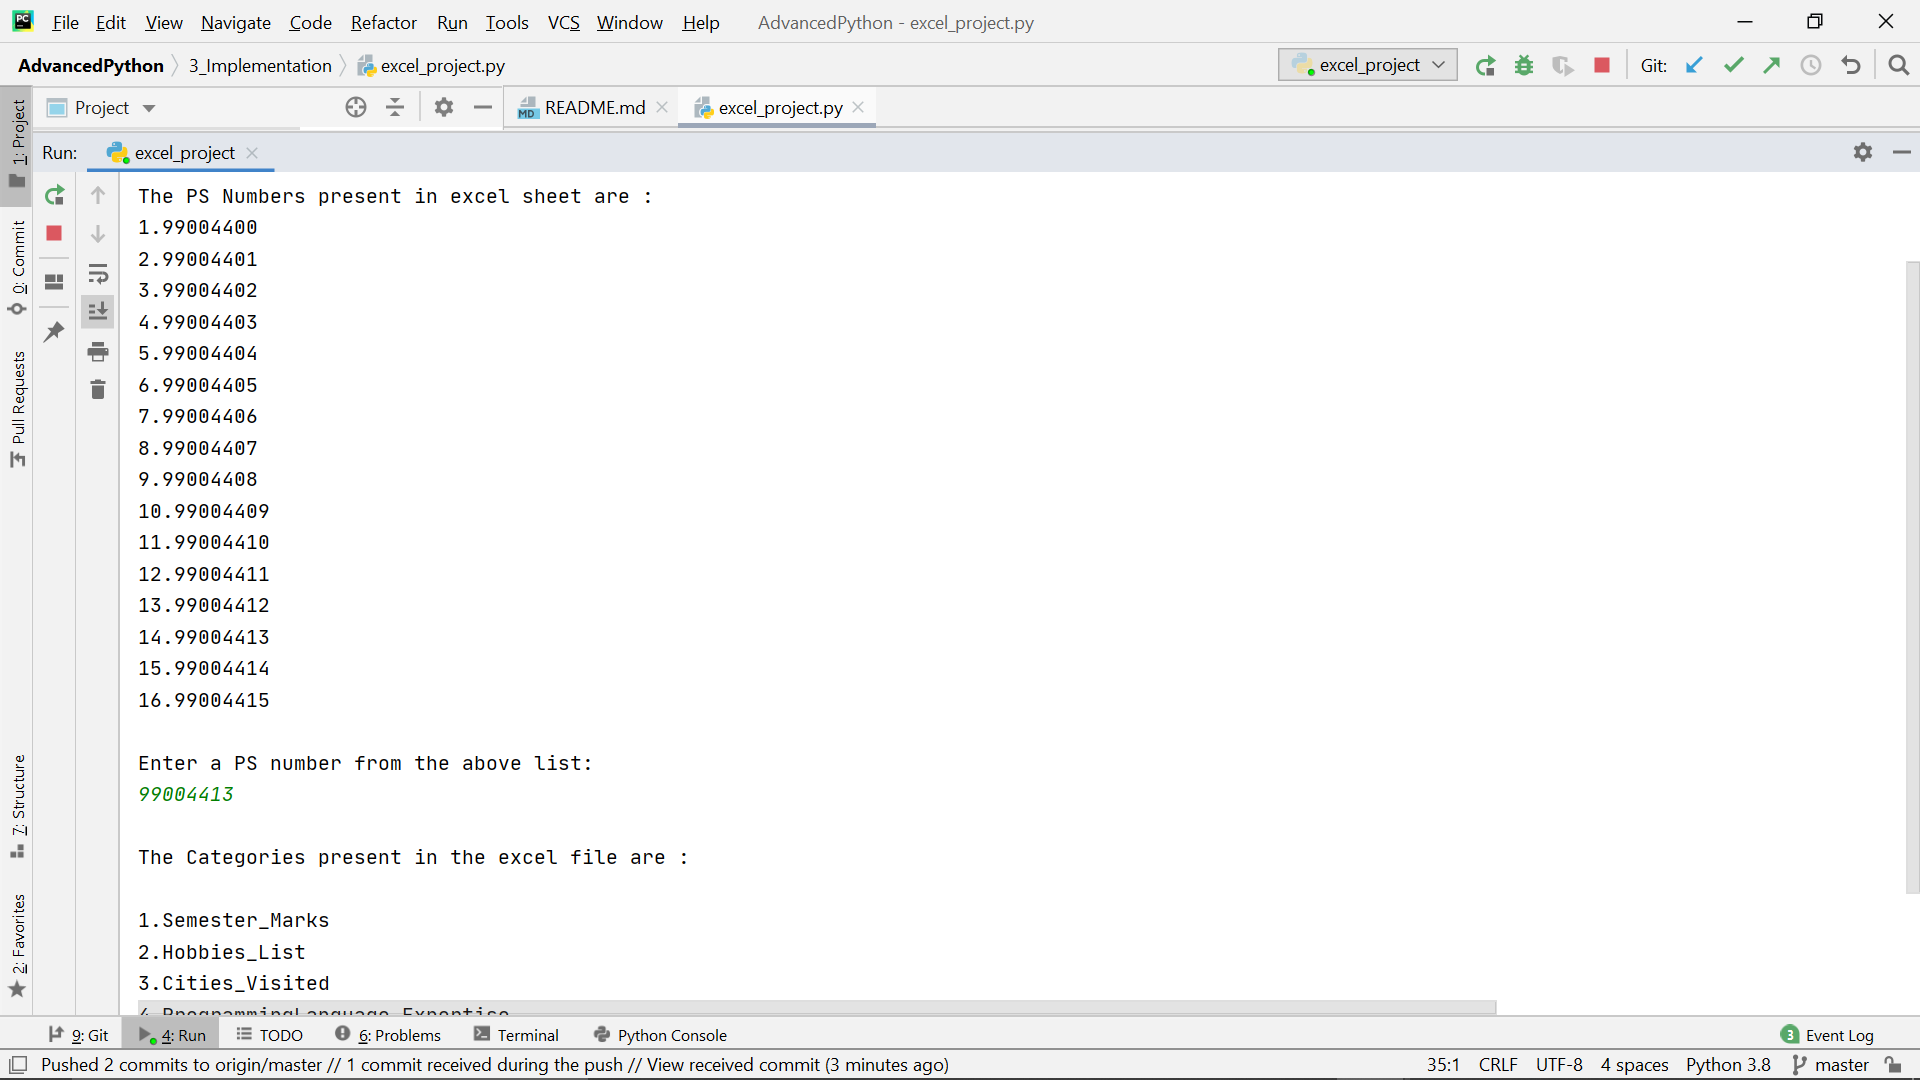 File Edit View Navigate Code Refactor Run Tools VCS Window Help AdvancedPython - excel_project.py
AdvancedPython 3_Implementation excel_project.py excel_project Git:
Project README.md excel_project.py
Run: excel_project
1: Project
0: Commit
Pull Requests
7: Structure
2: Favorites
The PS Numbers present in excel sheet are :
1.99004400
2.99004401
3.99004402
4.99004403
5.99004404
6.99004405
7.99004406
8.99004407
9.99004408
10.99004409
11.99004410
12.99004411
13.99004412
14.99004413
15.99004414
16.99004415
Enter a PS number from the above list:
99004413
The Categories present in the excel file are :
1.Semester_Marks
2.Hobbies_List
3.Cities_Visited
4.ProgrammingLanguage_Expertise
9: Git 4: Run TODO 6: Problems Terminal Python Console 3 Event Log
Pushed 2 commits to origin/master // 1 commit received during the push // View received commit (3 minutes ago) 35:1 CRLF UTF-8 4 spaces Python 3.8 master